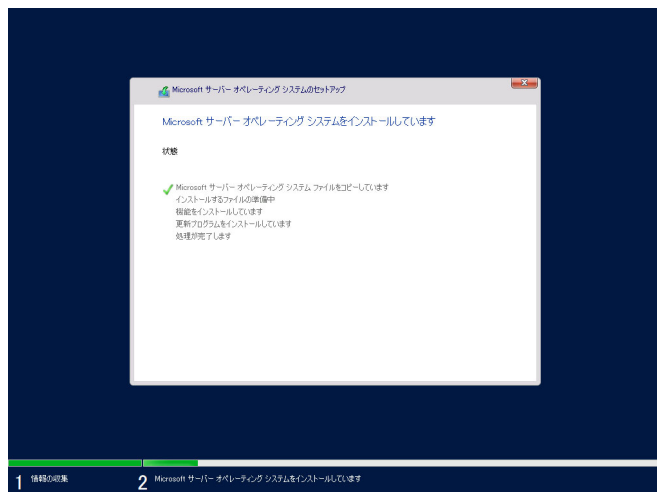 Microsoft サーバー オペレーティング システムのセットアップ
Microsoft サーバー オペレーティング システムをインストールしています
状態
Microsoft サーバー オペレーティング システム ファイルをコピーしています
インストールするファイルの準備中
機能をインストールしています
更新プログラムをインストールしています
処理が完了します
1 情報の収集
2 Microsoft サーバー オペレーティング システムをインストールしています